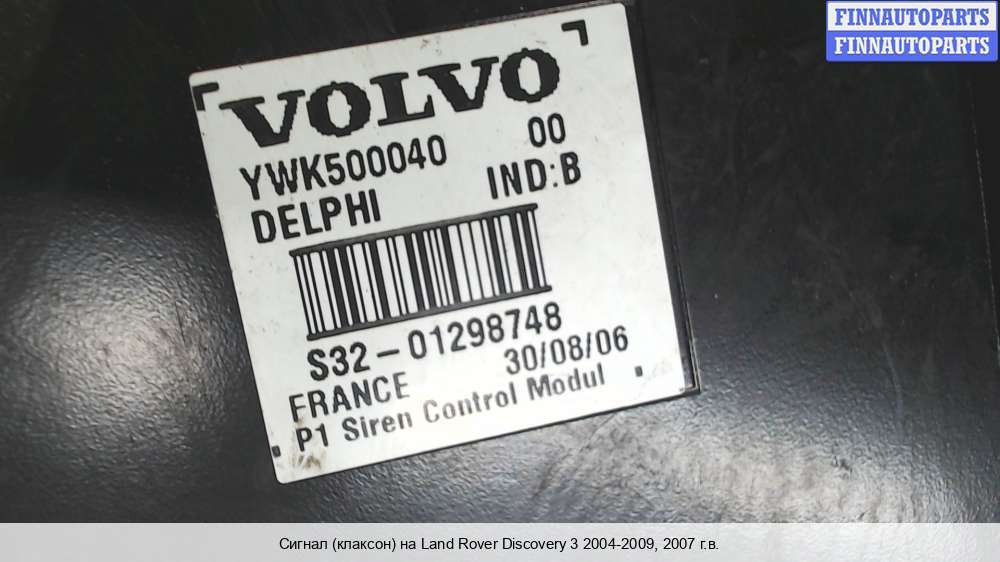 FINNAUTOPARTS
FINNAUTOPARTS
VOLVO
YWK500040 00
DELPHI IND:B
S32-01298748
FRANCE 30/08/06
P1 Siren Control Modul
Сигнал (клаксон) на Land Rover Discovery 3 2004-2009, 2007 г.в.